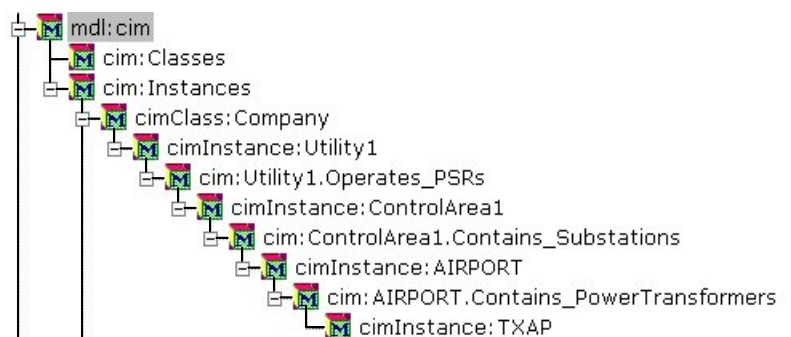 mdl:cim
cim:Classes
cim:Instances
cimClass:Company
cimInstance:Utility1
cim:Utility1.Operates_PSRs
cimInstance:ControlArea1
cim:ControlArea1.Contains_Substations
cimInstance:AIRPORT
cim:AIRPORT.Contains_PowerTransformers
cimInstance:TXAP